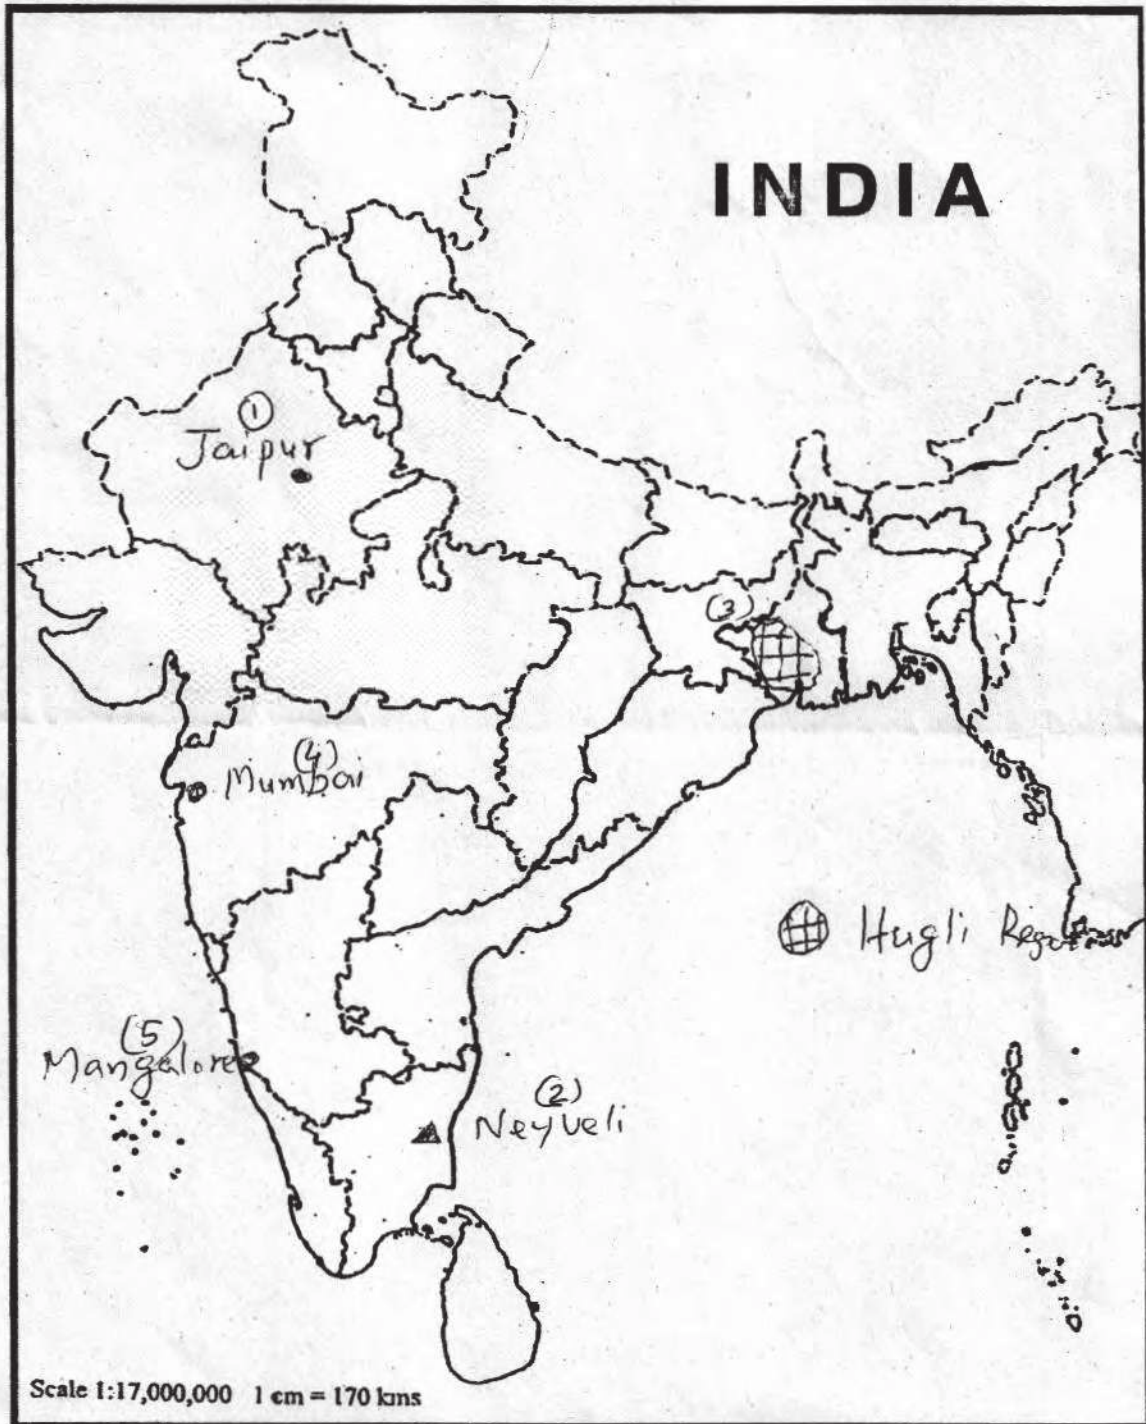 INDIA
(1)
Jaipur
(3)
(4)
Mumbai
Hugli
(5)
Mangalore
(2)
Neyveli
Scale 1:17,000,000 1 cm = 170 kms